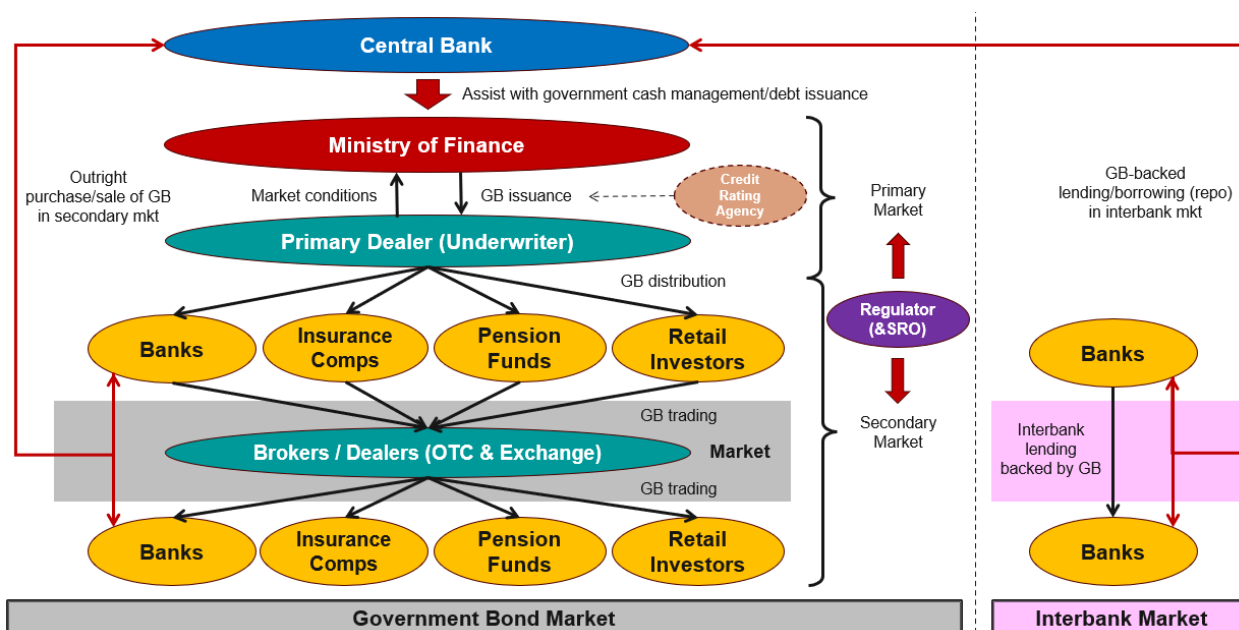 Central Bank
Assist with government cash management/debt issuance
Ministry of Finance
Outright
purchase/sale of GB
in secondary mkt
Market conditions
GB issuance
Credit
Rating
Agency
Primary
Market
GB-backed
lending/borrowing (repo)
in interbank mkt
Primary Dealer (Underwriter)
GB distribution
Regulator
(&SRO)
Banks
Insurance
Comps
Pension
Funds
Retail
Investors
Banks
GB trading
Secondary
Market
Brokers / Dealers (OTC & Exchange)
Market
Interbank
lending
backed by GB
GB trading
Banks
Insurance
Comps
Pension
Funds
Retail
Investors
Banks
Government Bond Market
Interbank Market